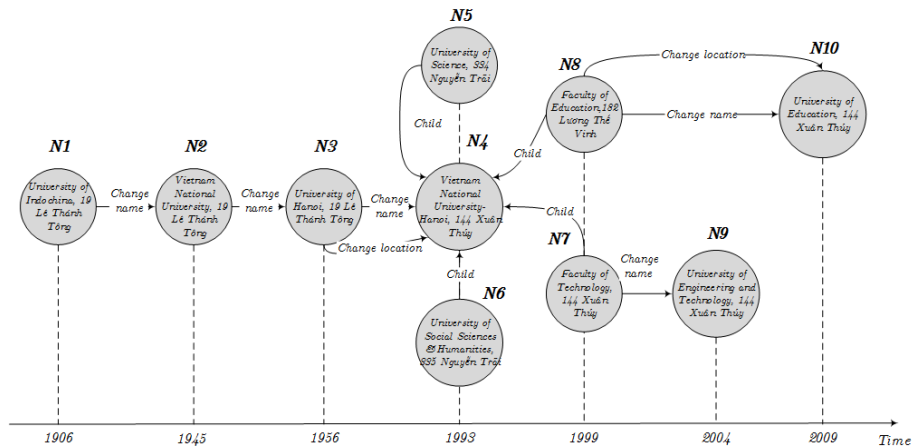 N5
University of
Science, 334
Nguyễn Trãi
N10
N8
Change location
Faculty of
Education,182
Lương Thế
Vinh
Change name
University of
Education, 144
Xuân Thủy
Child
Child
N1
N2
N3
N4
University of
Indochina, 19
Lê Thánh
Tông
Change
name
Vietnam
National
University, 19
Lê Thánh
Tông
Change
name
University of
Hanoi, 19 Lê
Thánh Tông
Change
name
Vietnam
National
University-
Hanoi, 144 Xuân
Thủy
Change location
Child
N7
N9
Faculty of
Technology,
144 Xuân
Thủy
Change
name
University of
Engineering and
Technology, 144
Xuân Thủy
Child
N6
University of
Social Sciences
& Humanities,
335 Nguyễn Trãi
1906
1945
1956
1993
1999
2004
2009
Time